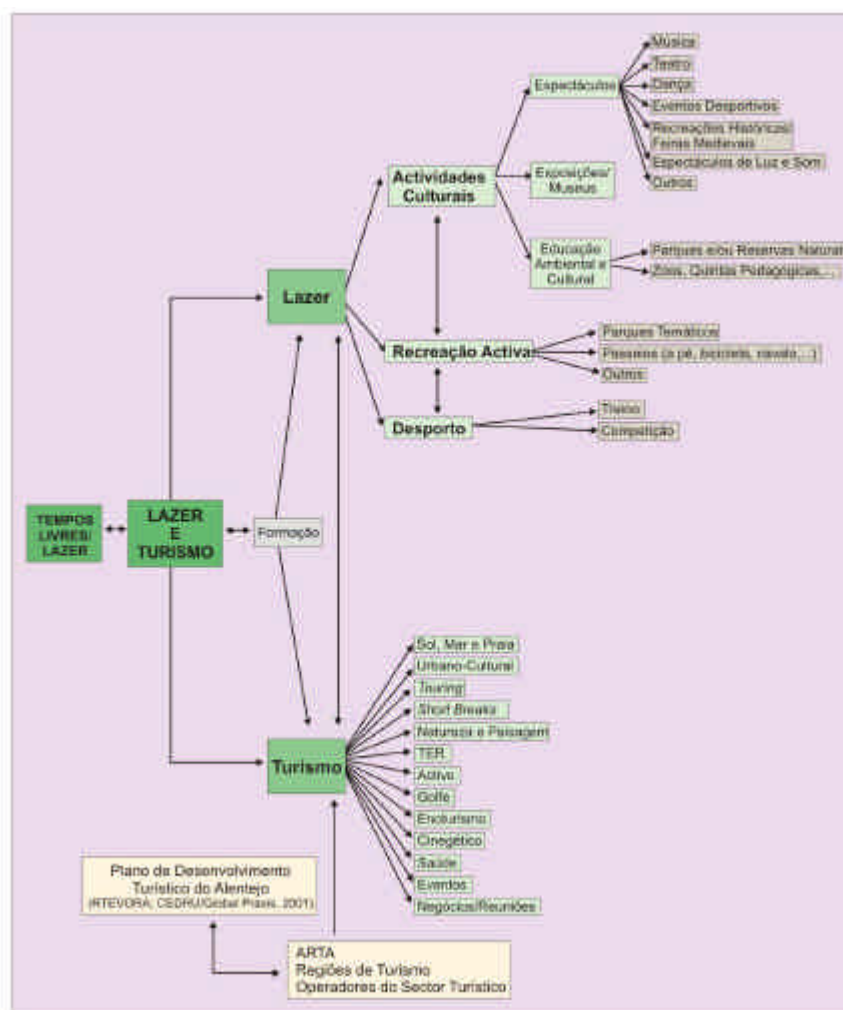 Música
Teatro
Dança
Espectáculos
Eventos Desportivos
Recreações Históricas/
Feiras Medievais
Espectáculos de Luz e Som
Outros
Actividades
Culturais
Exposições/
Museus
Educação
Ambiental e
Cultural
Parques e/ou Reservas Naturai
Zoos, Quintas Pedagógicas,...
Lazer
Recreação Activa
Parques Temáticos
Passeios (a pé, bicicleta, cavalo,...)
Outros
Desporto
Treino
Competição
TEMPOS
LIVRES/
LAZER
LAZER
E
TURISMO
Formação
Sol, Mar e Praia
Urbano-Cultural
Touring
Short Breaks
Natureza e Paisagem
TER
Activo
Golfe
Enoturismo
Cinegético
Saúde
Eventos
Negócios/Reuniões
Turismo
Plano de Desenvolvimento
Turístico do Alentejo
(RTEVORA; CEDRU/Global Praxis, 2001)
ARTA
Regiões de Turismo
Operadores do Sector Turístico